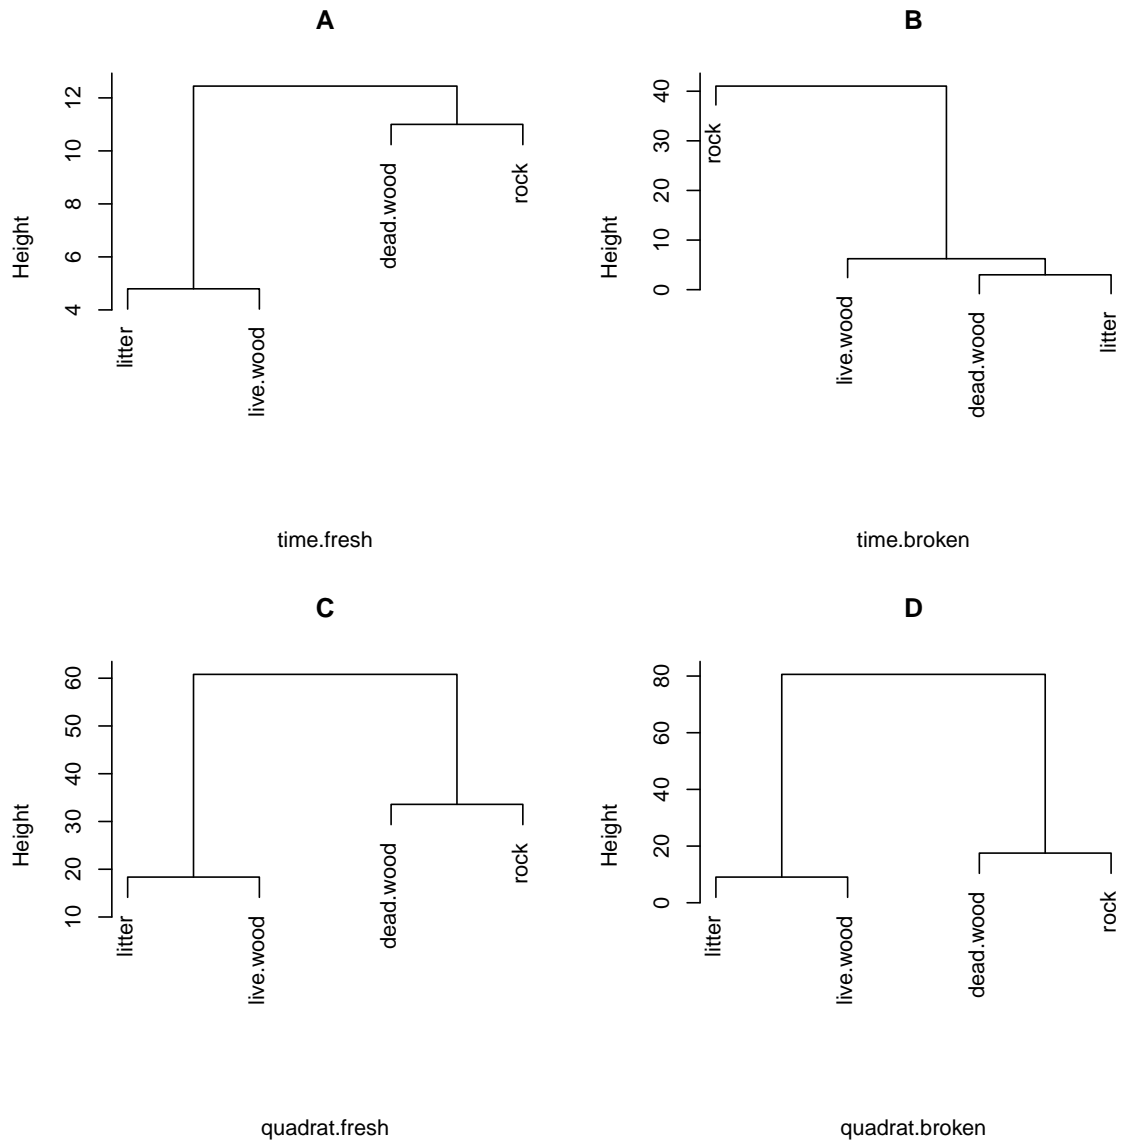 A
Height
4
6
8
10
12
litter
live.wood
dead.wood
rock
time.fresh
B
Height
0
10
20
30
40
rock
live.wood
dead.wood
litter
time.broken
C
Height
10
20
30
40
50
60
litter
live.wood
dead.wood
rock
quadrat.fresh
D
Height
0
20
40
60
80
litter
live.wood
dead.wood
rock
quadrat.broken